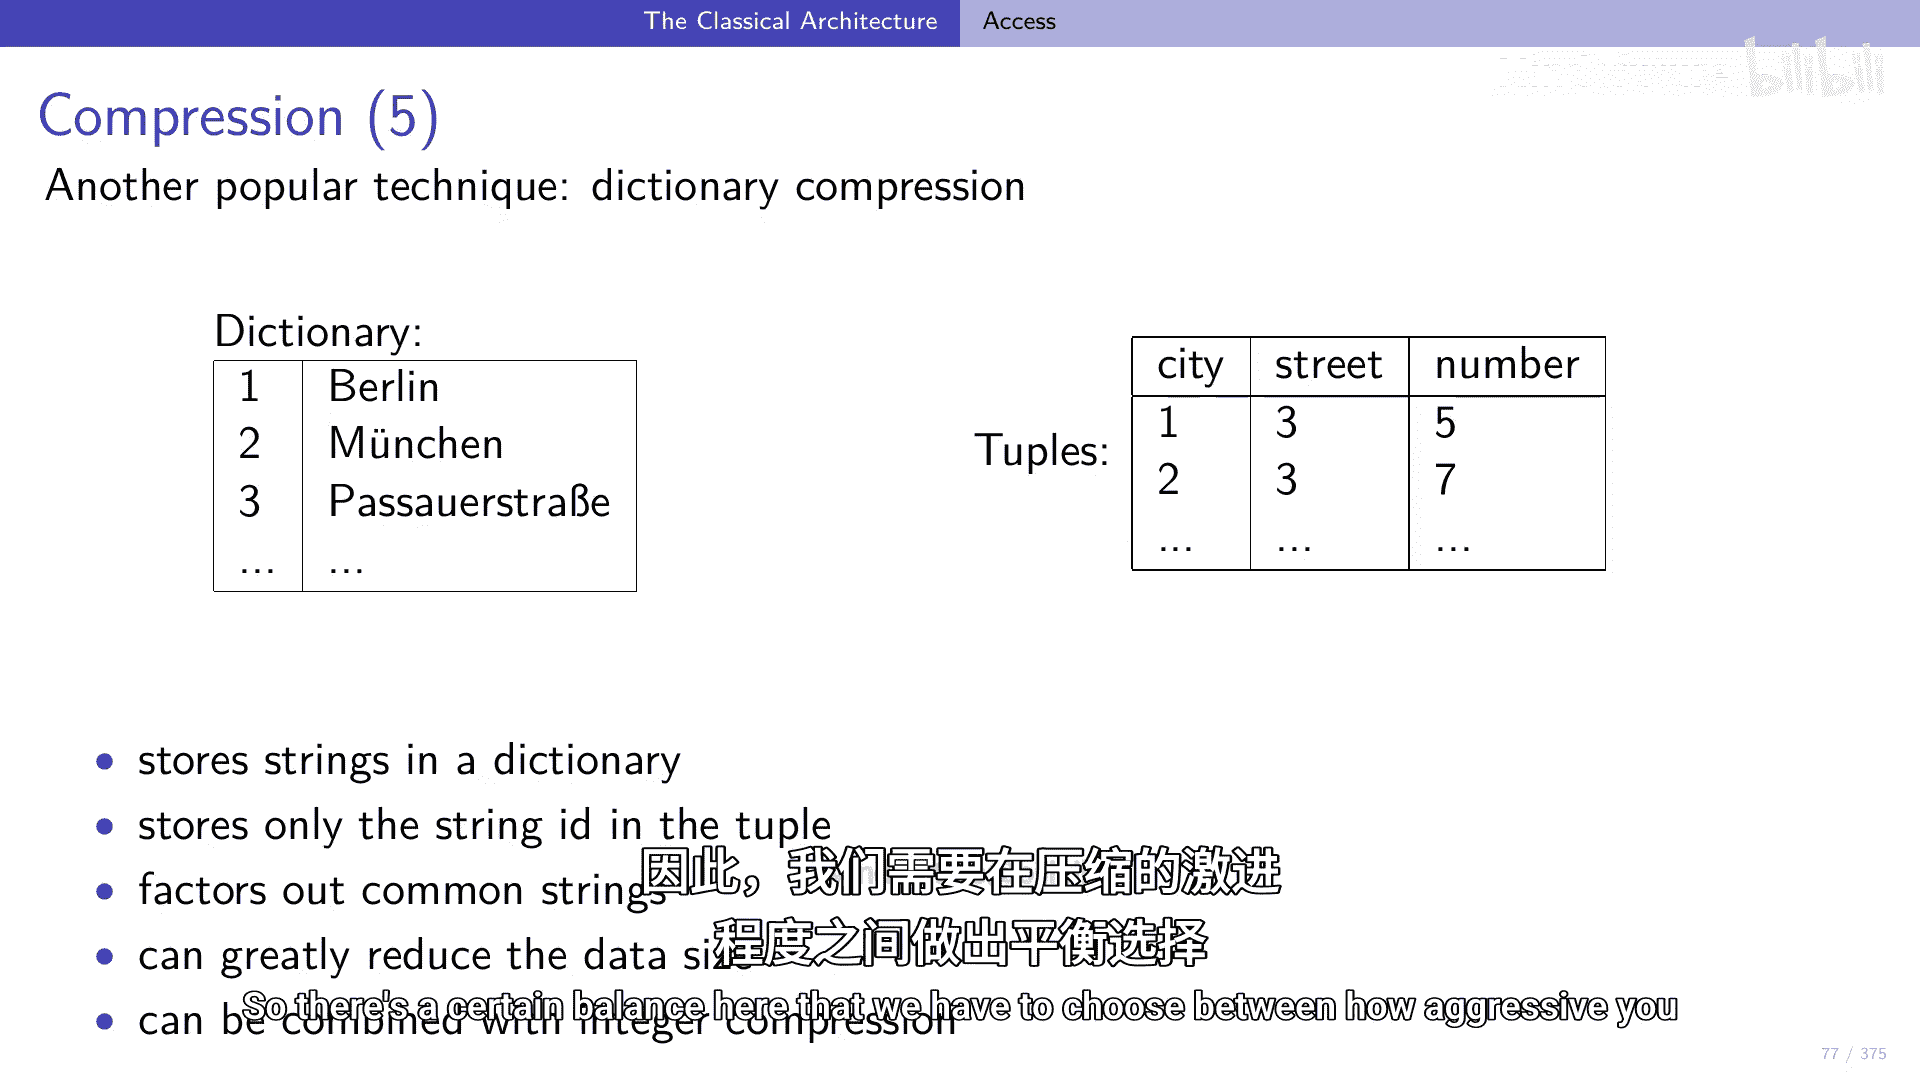 The Classical Architecture
Access
bilibili
Compression (5)
Another popular technique: dictionary compression
Dictionary:
1 Berlin
2 München
3 Passauerstraße
... ...
Tuples:
city street number
1 3 5
2 3 7
... ... ...
• stores strings in a dictionary
• stores only the string id in the tuple
• factors out common strings
• can greatly reduce the data size
• can be combined with integer compression
因此，我们需要在压缩的激进
程度之间做出平衡选择
So there's a certain balance here that we have to choose between how aggressive you
77 / 375